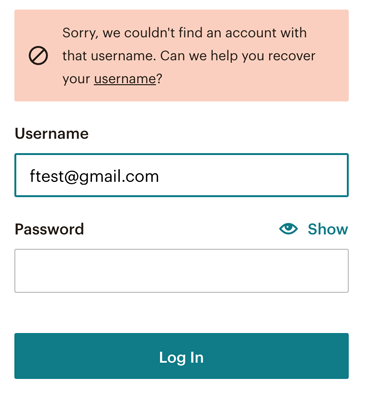 Sorry, we couldn't find an account with
that username. Can we help you recover
your username?
Username
ftest@gmail.com
Password
Show
Log In